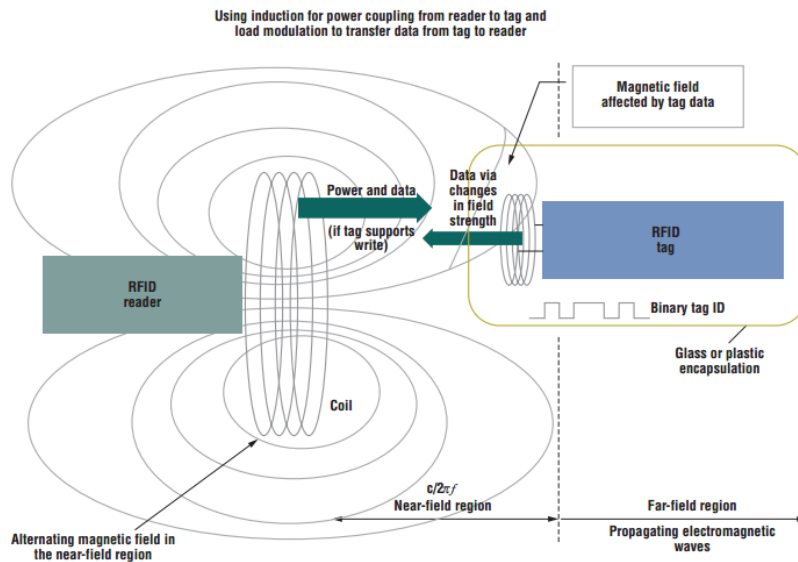 Using induction for power coupling from reader to tag and
load modulation to transfer data from tag to reader
Magnetic field
affected by tag data
Power and data
(if tag supports
write)
Data via
changes
in field
strength
RFID
tag
RFID
reader
Binary tag ID
Glass or plastic
encapsulation
Coil
c/2πf
Near-field region
Far-field region
Propagating electromagnetic
waves
Alternating magnetic field in
the near-field region